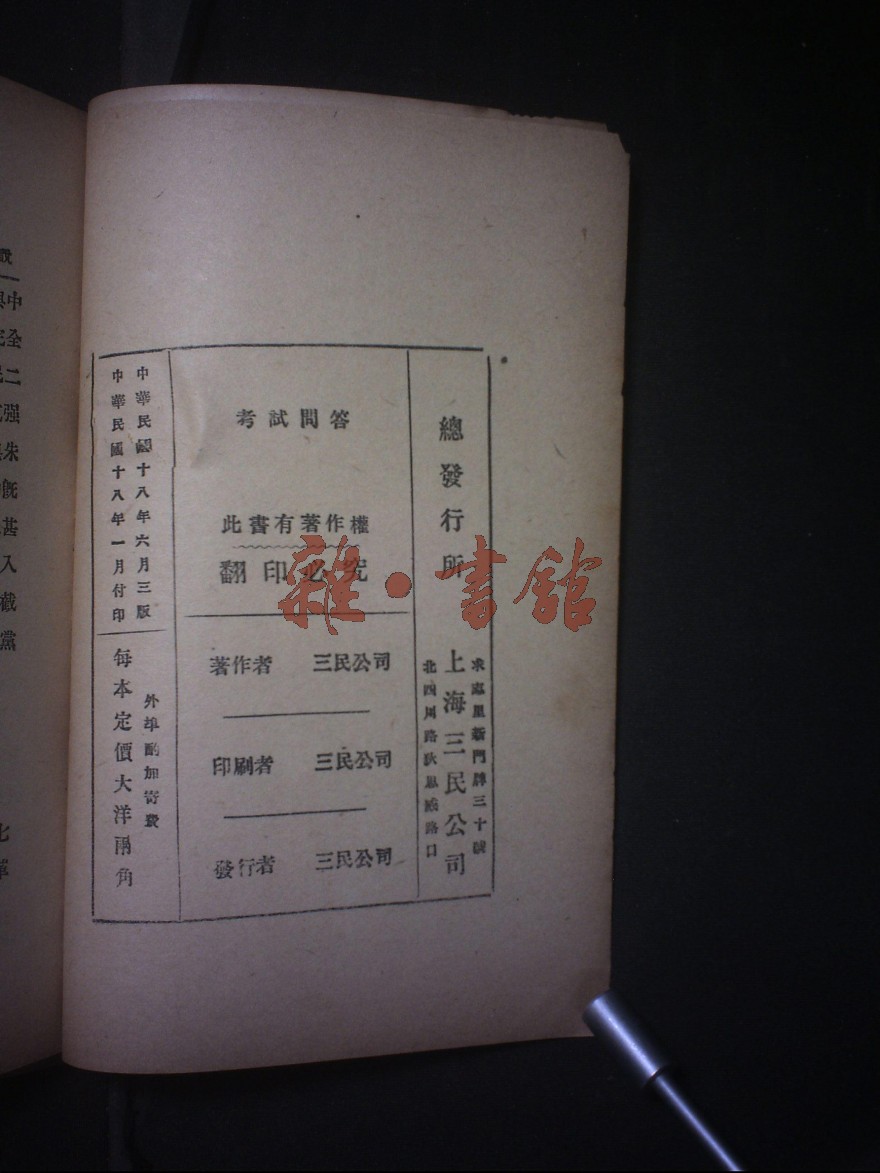 總發行所
上海三民公司
北四川路狄思威路口
求志里新門牌三十號
考試問答
此書有著作權
翻印必究
著作者 三民公司
印刷者 三民公司
發行者 三民公司
中華民國十八年六月三版
中華民國十八年一月付印
外埠酌加寄費
每本定價大洋兩角
雜·書館